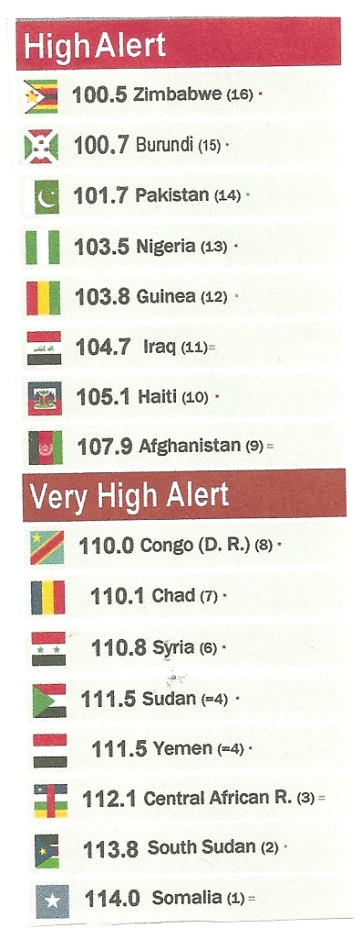 High Alert
100.5 Zimbabwe (16)
100.7 Burundi (15)
101.7 Pakistan (14)
103.5 Nigeria (13)
103.8 Guinea (12)
104.7 Iraq (11)=
105.1 Haiti (10)
107.9 Afghanistan (9) =
Very High Alert
110.0 Congo (D. R.) (8)
110.1 Chad (7)
110.8 Syria (6)
111.5 Sudan (=4)
111.5 Yemen (=4)
112.1 Central African R. (3) =
113.8 South Sudan (2)
114.0 Somalia (1) =